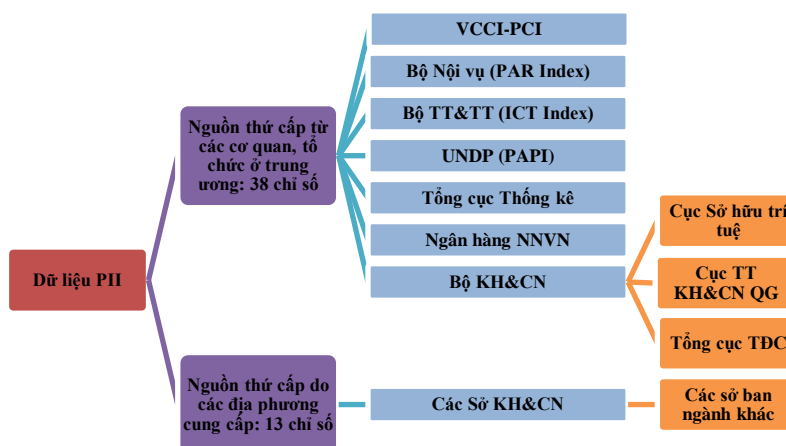 VCCI-PCI
Bộ Nội vụ (PAR Index)
Bộ TT&TT (ICT Index)
UNDP (PAPI)
Tổng cục Thống kê
Ngân hàng NNVN
Bộ KH&CN
Nguồn thứ cấp từ
các cơ quan, tổ
chức ở trung
ương: 38 chỉ số
Cục Sở hữu trí
tuệ
Cục TT
KH&CN QG
Tổng cục TĐC
Dữ liệu PII
Nguồn thứ cấp do
các địa phương
cung cấp: 13 chỉ số
Các Sở KH&CN
Các sở ban
ngành khác